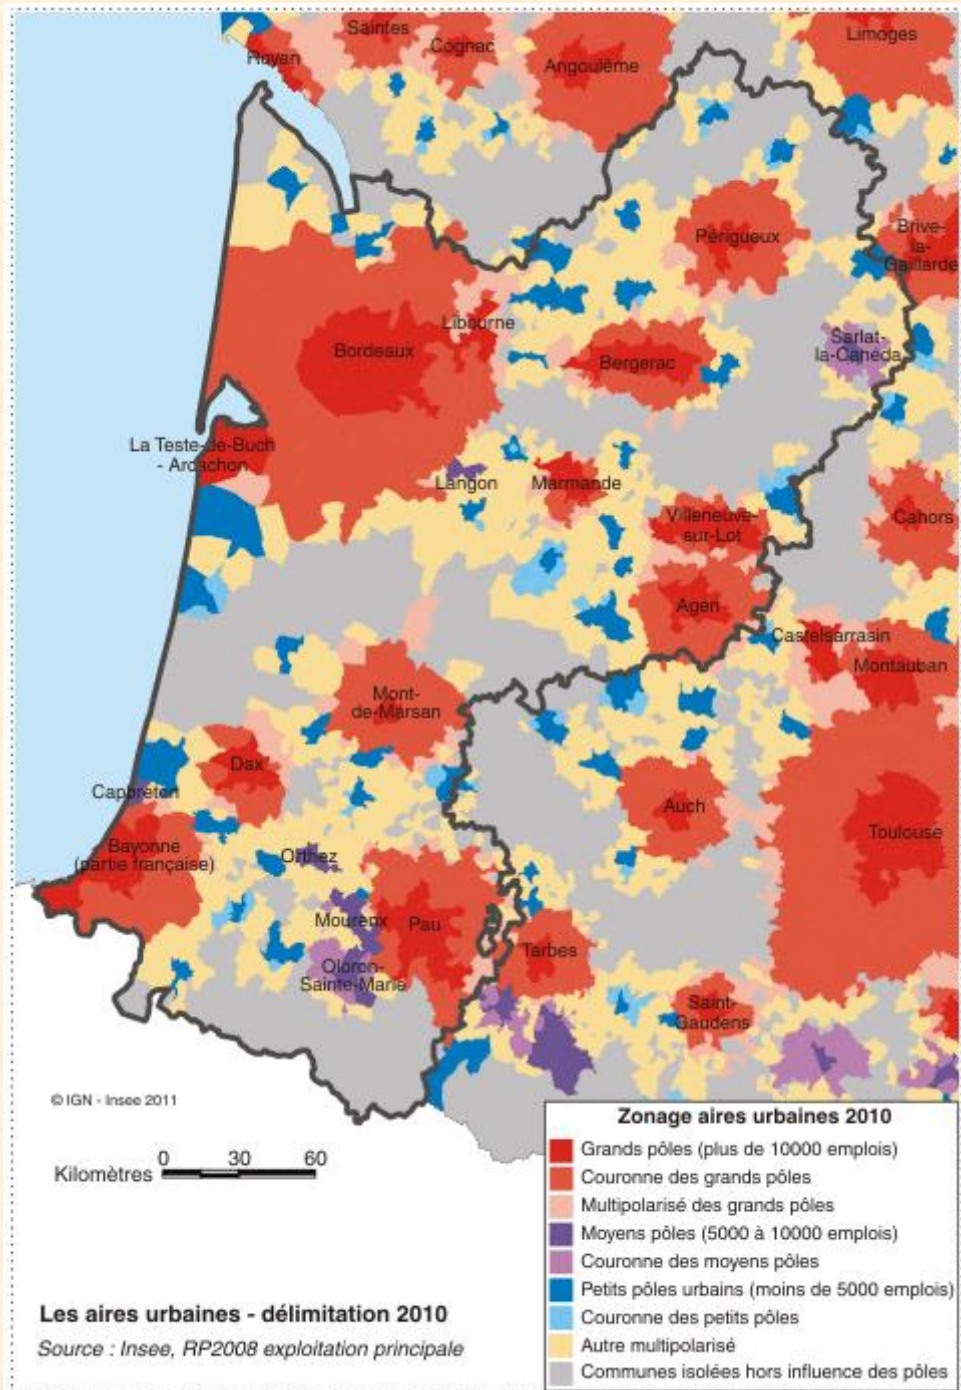 Saintes
Cognac
Royan
Angoulême
Limoges
Périgueux
Brive-
la-
Gaillarde
Libourne
Bordeaux
Bergerac
Sarlat-
la-Canéda
La Teste-de-Buch
- Arcachon
Langon
Marmande
Villeneuve-
sur-Lot
Cahors
Agen
Castelsarrasin
Montauban
Mont-
de-Marsan
Dax
Capbreton
Auch
Toulouse
Bayonne
(partie française)
Orthez
Mourenx
Pau
Tarbes
Oloron-
Sainte-Marie
Saint-
Gaudens
© IGN - Insee 2011
Kilomètres 0 30 60
Zonage aires urbaines 2010
Grands pôles (plus de 10000 emplois)
Couronne des grands pôles
Multipolarisé des grands pôles
Moyens pôles (5000 à 10000 emplois)
Couronne des moyens pôles
Petits pôles urbains (moins de 5000 emplois)
Couronne des petits pôles
Autre multipolarisé
Communes isolées hors influence des pôles
Les aires urbaines - délimitation 2010
Source : Insee, RP2008 exploitation principale